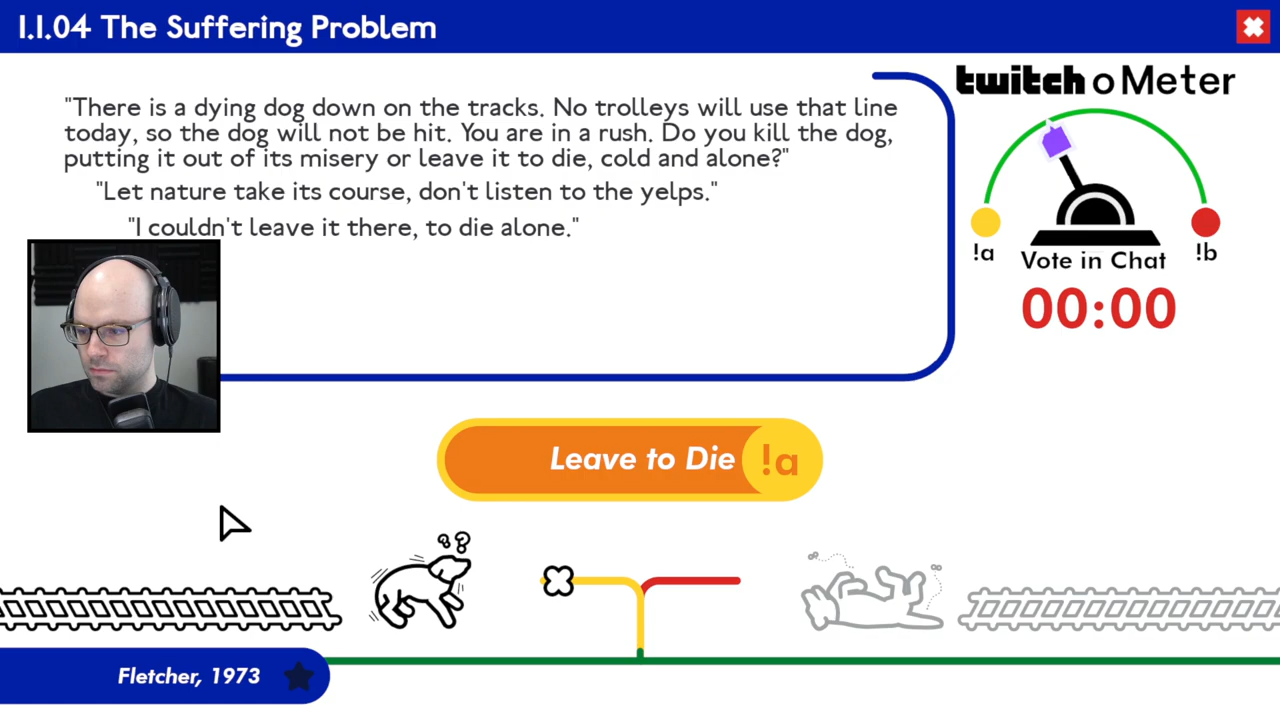 1.1.04 The Suffering Problem
"There is a dying dog down on the tracks. No trolleys will use that line
today, so the dog will not be hit. You are in a rush. Do you kill the dog,
putting it out of its misery or leave it to die, cold and alone?"
"Let nature take its course, don't listen to the yelps."
"I couldn't leave it there, to die alone."
twitch o Meter
!a
!b
Vote in Chat
00:00
Leave to Die !a
? ?
Fletcher, 1973